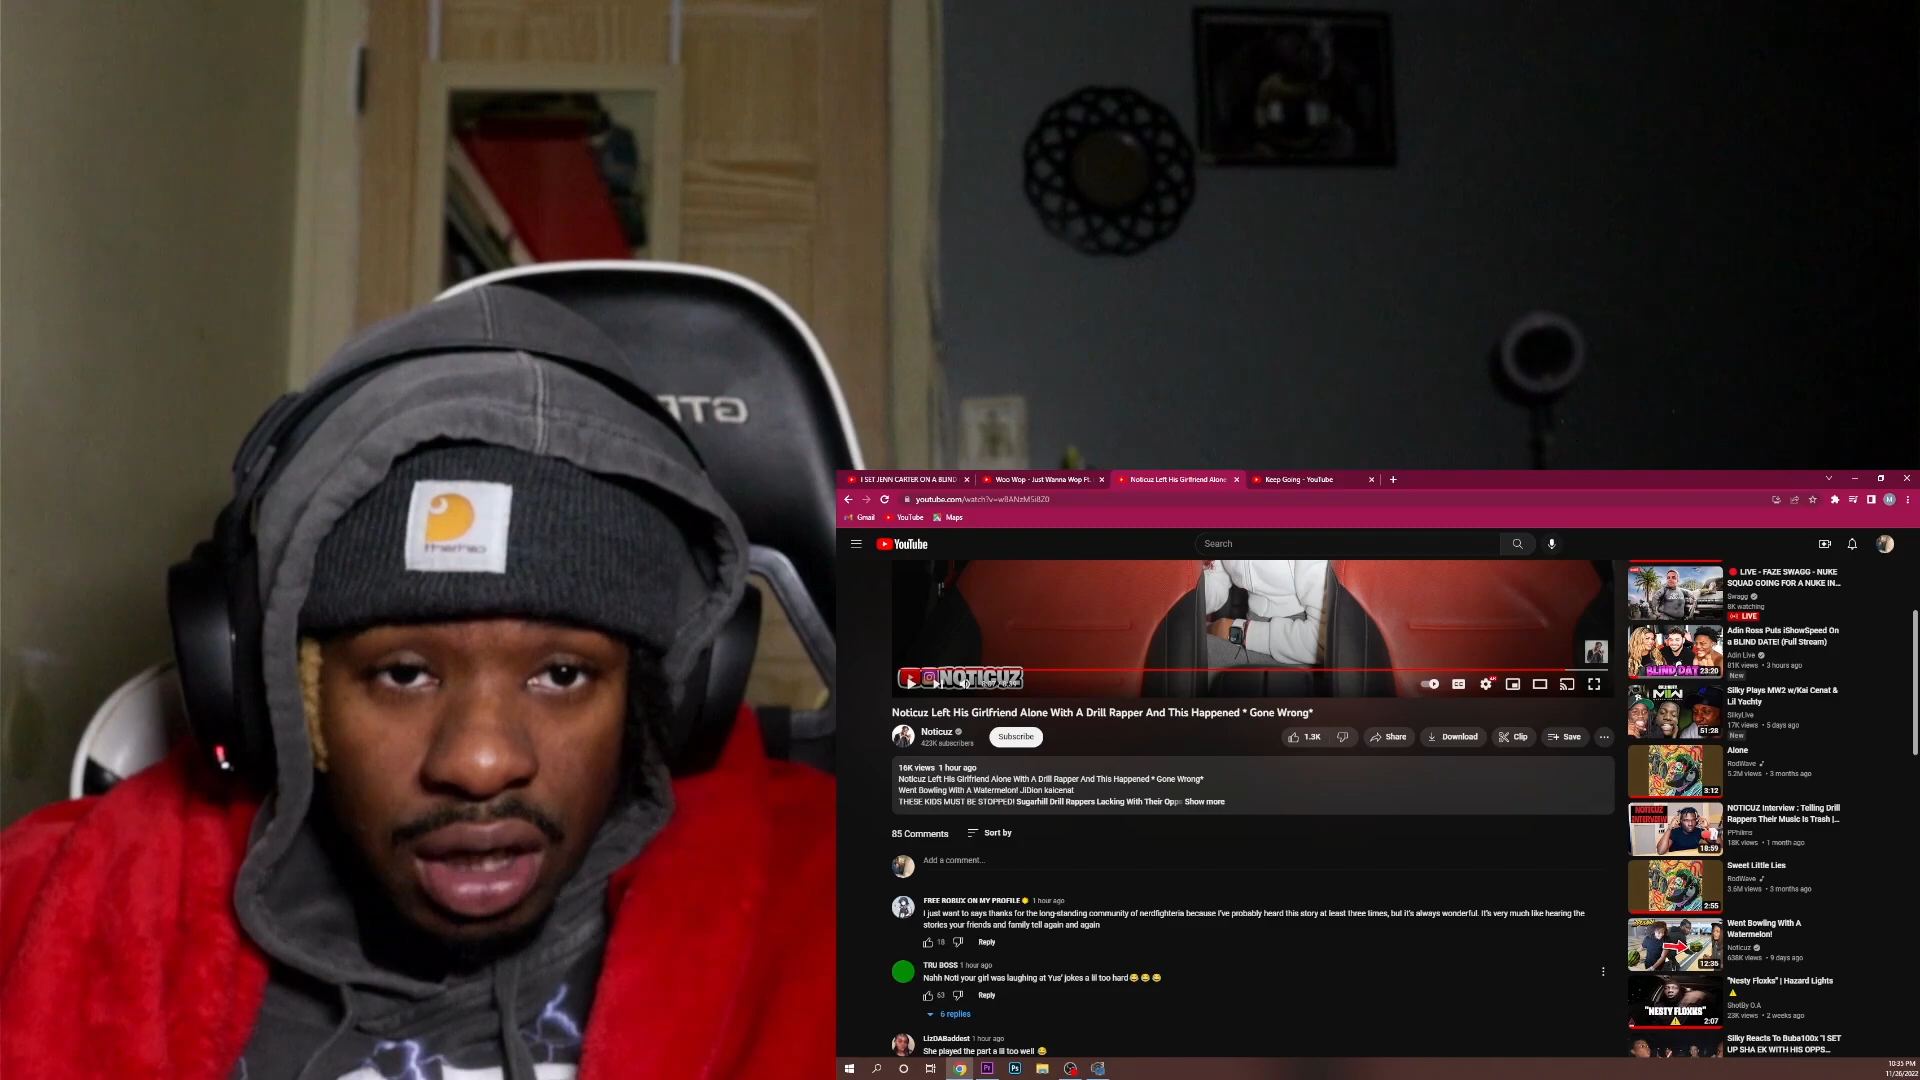 I SET JENN CARTER ON A BLIND
Woo Wop - Just Wanna Wop Ft.
Noticuz Left His Girlfriend Alone
Keep Going - YouTube
youtube.com/watch?v=w8ANzM5i8Z0
Gmail
YouTube
Maps
YouTube
Search
NOTICUZ
Noticuz Left His Girlfriend Alone With A Drill Rapper And This Happened * Gone Wrong*
Noticuz
423K subscribers
Subscribe
1.3K
Share
Download
Clip
Save
16K views 1 hour ago
Noticuz Left His Girlfriend Alone With A Drill Rapper And This Happened * Gone Wrong*
Went Bowling With A Watermelon! JiDion kaicenat
THESE KIDS MUST BE STOPPED! Sugarhill Drill Rappers Lacking With Their Opps Show more
85 Comments
Sort by
Add a comment...
FREE ROBUX ON MY PROFILE 1 hour ago
I just want to says thanks for the long-standing community of nerdfighteria because I've probably heard this story at least three times, but it's always wonderful. It's very much like hearing the
stories your friends and family tell again and again
18
Reply
TRU BOSS 1 hour ago
Nahh Noti your girl was laughing at Yus' jokes a lil too hard😂😂😂
63
Reply
6 replies
LizDABaddest 1 hour ago
She played the part a lil too well 😂
🔴 LIVE - FAZE SWAGG - NUKE
SQUAD GOING FOR A NUKE IN...
Swagg
8K watching
LIVE
Adin Ross Puts iShowSpeed On
a BLIND DATE! (Full Stream)
Adin Live
81K views • 3 hours ago
New
BLIND DAT
23:20
Silky Plays MW2 w/Kai Cenat &
Lil Yachty
SilkyLive
17K views • 5 days ago
New
51:28
Alone
RodWave
5.2M views • 3 months ago
3:12
NOTICUZ Interview : Telling Drill
Rappers Their Music Is Trash |...
PPhilms
18K views • 1 month ago
NOTICUZ
INTERVIEW
18:59
Sweet Little Lies
RodWave
3.6M views • 3 months ago
2:55
Went Bowling With A
Watermelon!
Noticuz
638K views • 9 days ago
12:35
"Nesty Floxks" | Hazard Lights
⚠️
ShotBy O.A
23K views • 2 weeks ago
"NESTY FLOXKS"
2:07
Silky Reacts To Buba100x "I SET
UP SHA EK WITH HIS OPPS...
10:35 PM
11/26/2022